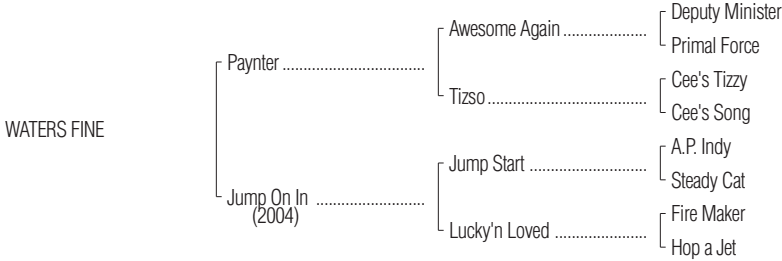 Deputy Minister
Awesome Again
Primal Force
Paynter
Cee's Tizzy
Tizso
Cee's Song
WATERS FINE
A.P. Indy
Jump Start
Steady Cat
Jump On In
(2004)
Fire Maker
Lucky'n Loved
Hop a Jet